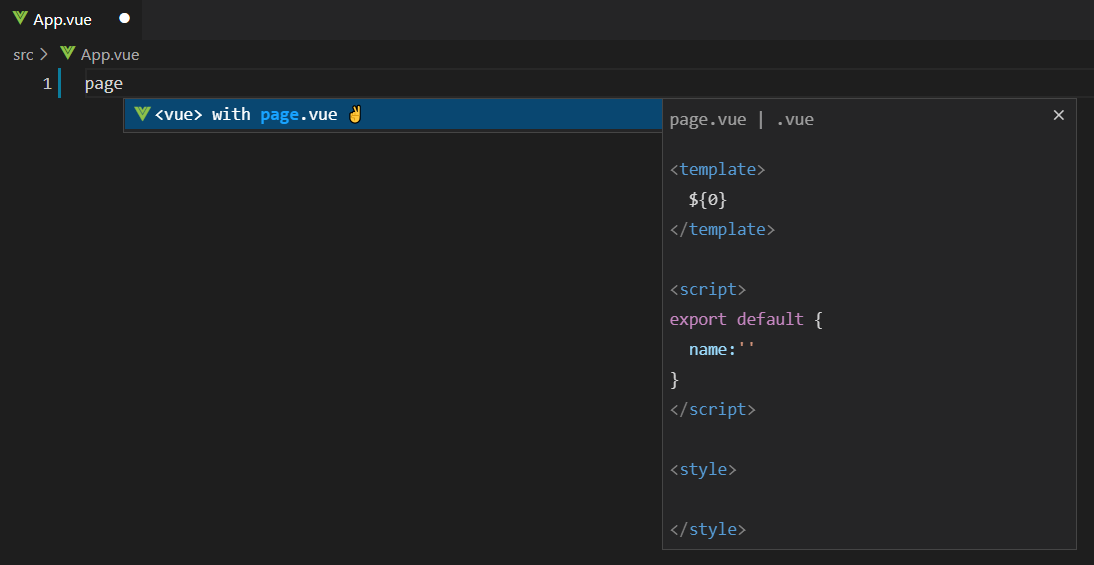 App.vue
src > App.vue
1 page
<vue> with page.vue ✌
page.vue | .vue
<template>
  ${0}
</template>
<script>
export default {
  name:''
}
</script>
<style>
</style>